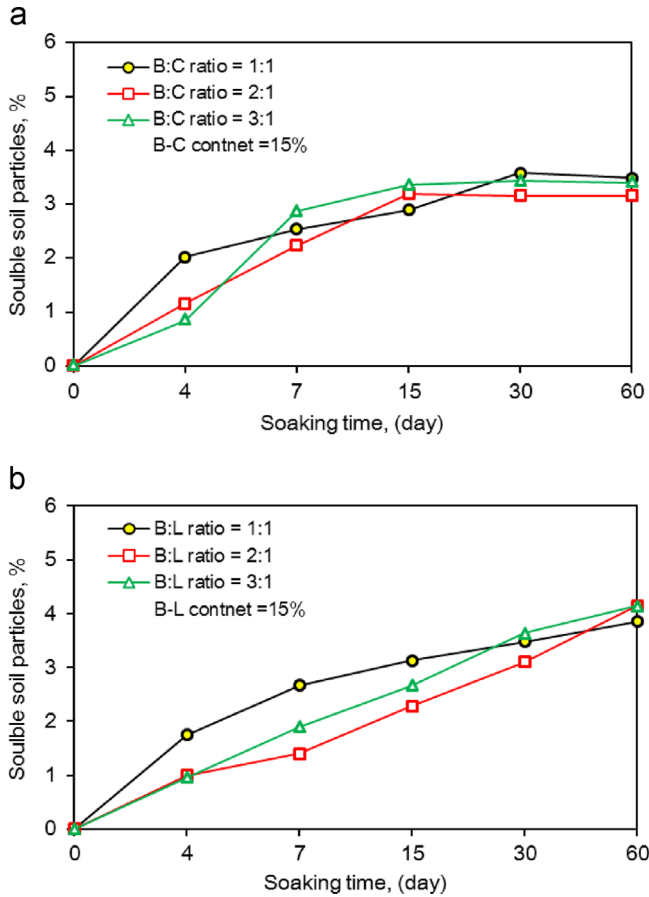 a
6
5
4
3
2
1
0
Soulble soil particles, %
B:C ratio = 1:1
B:C ratio = 2:1
B:C ratio = 3:1
B-C contnet =15%
0 4 7 15 30 60
Soaking time, (day)
b
6
5
4
3
2
1
0
Soulble soil particles, %
B:L ratio = 1:1
B:L ratio = 2:1
B:L ratio = 3:1
B-L contnet =15%
0 4 7 15 30 60
Soaking time, (day)